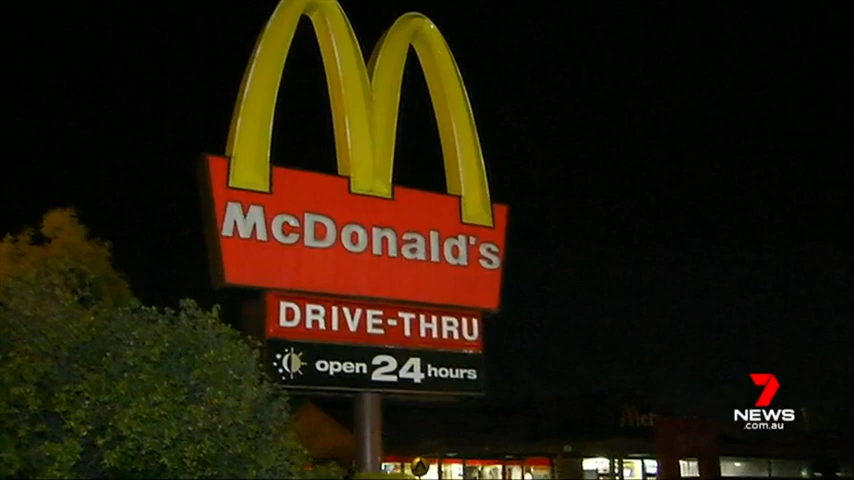 McDonald's
DRIVE-THRU
open 24 hours
7
NEWS
.com.au